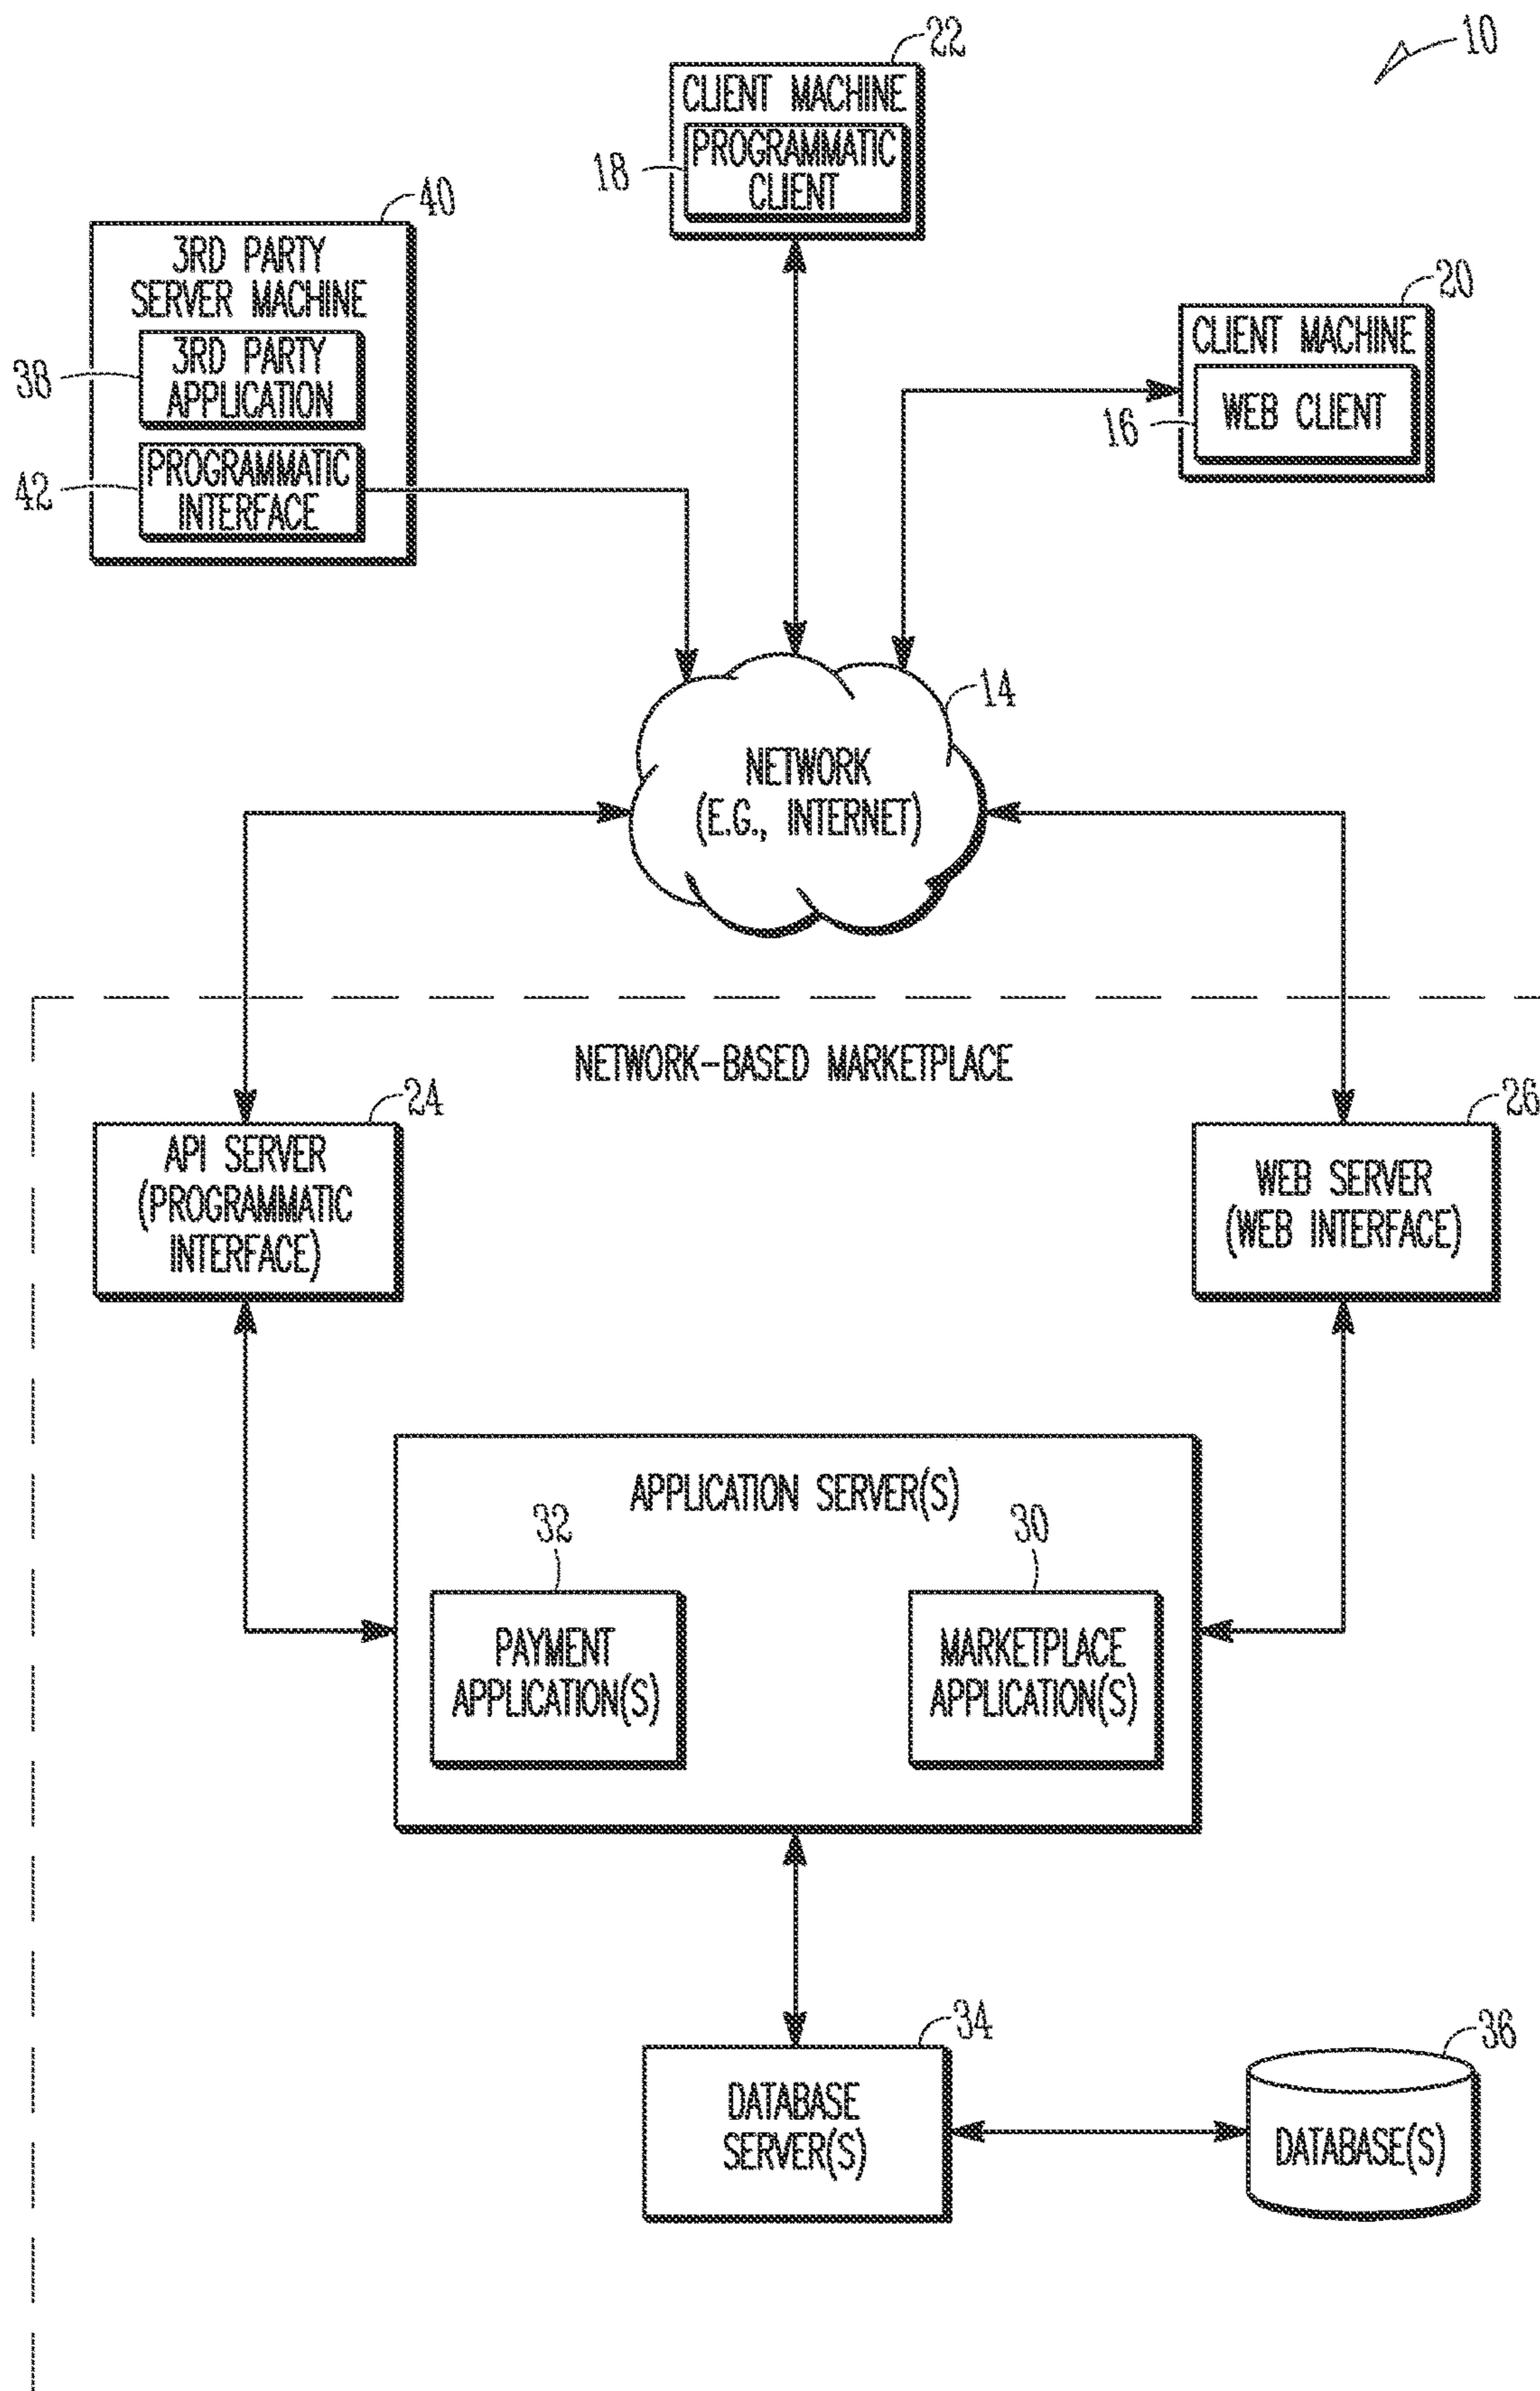 10
22
CLIENT MACHINE
PROGRAMMATIC
CLIENT
18
40
3RD PARTY
SERVER MACHINE
3RD PARTY
APPLICATION
38
PROGRAMMATIC
INTERFACE
42
20
CLIENT MACHINE
WEB CLIENT
16
14
NETWORK
(E.G., INTERNET)
NETWORK-BASED MARKETPLACE
24
API SERVER
(PROGRAMMATIC
INTERFACE)
26
WEB SERVER
(WEB INTERFACE)
APPLICATION SERVER(S)
32
PAYMENT
APPLICATION(S)
30
MARKETPLACE
APPLICATION(S)
34
DATABASE
SERVER(S)
36
DATABASE(S)